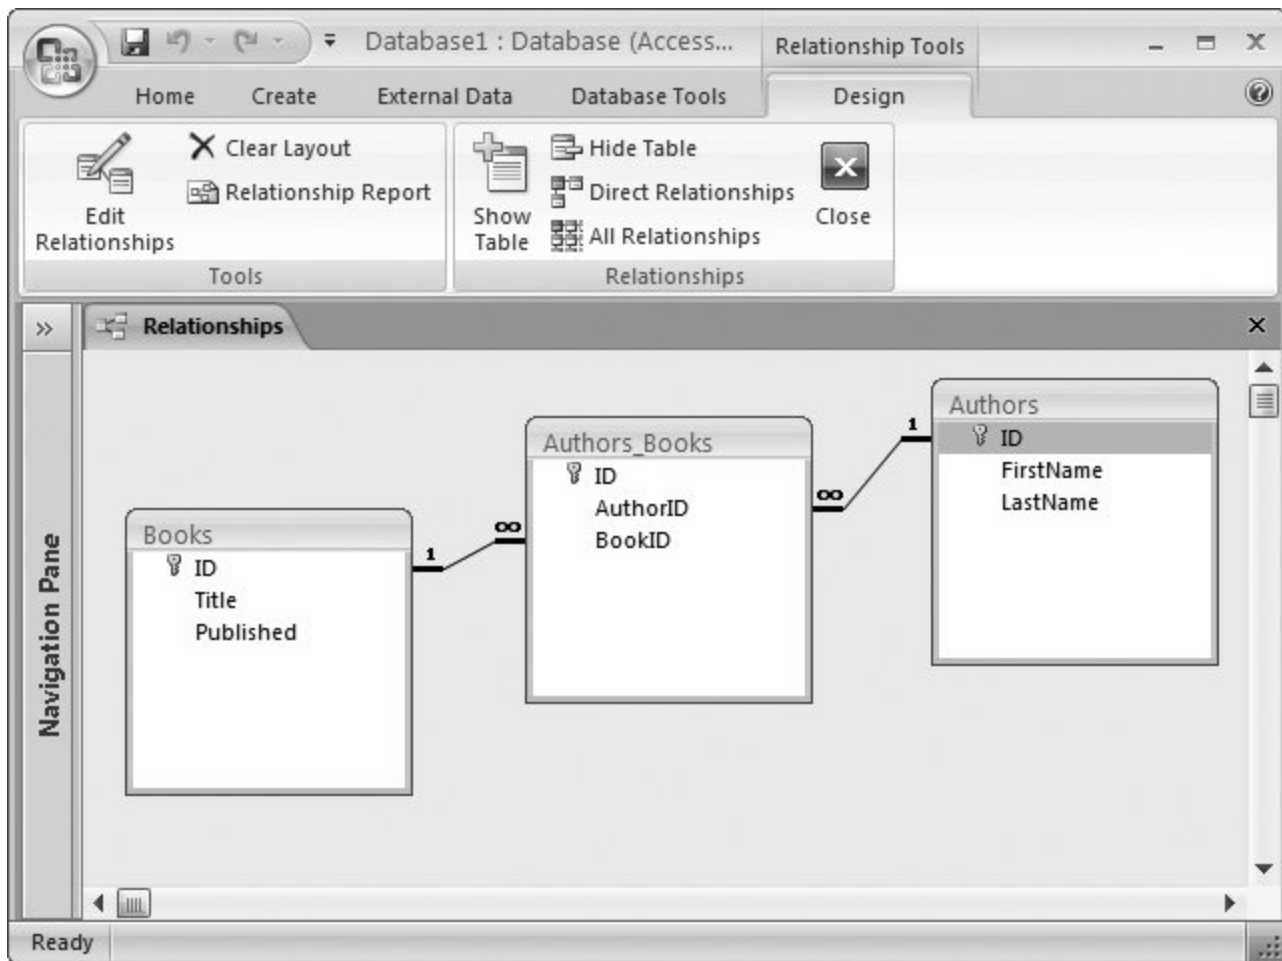 Database1 : Database (Access...
Relationship Tools
Home Create External Data Database Tools Design
Edit
Relationships
Clear Layout
Relationship Report
Tools
Show
Table
Hide Table
Direct Relationships
All Relationships
Close
Relationships
Relationships
Navigation Pane
Books
ID
Title
Published
1
∞
Authors_Books
ID
AuthorID
BookID
∞
1
Authors
ID
FirstName
LastName
Ready